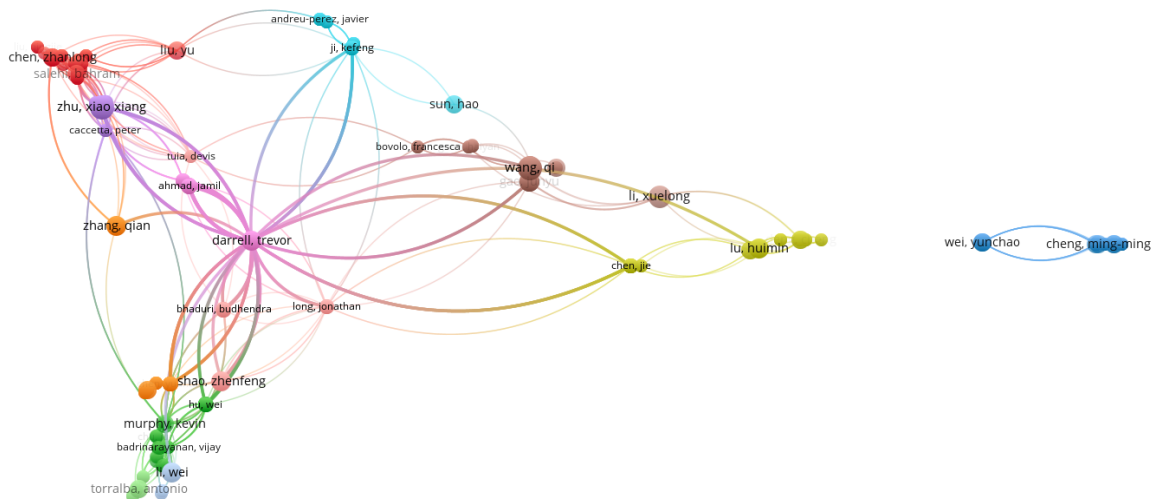 andreu-perez, javier
ji, kefeng
liu, yu
chen, zhanlong
salehi, bahram
sun, hao
zhu, xiao xiang
caccetta, peter
bovolo, francesca
tuia, devis
wang, qi
ahmad, jamil
li, xuelong
zhang, qian
darrell, trevor
lu, huimin
wei, yunchao
cheng, ming-ming
chen, jie
bhaduri, budhendra
long, jonathan
shao, zhenfeng
hu, wei
murphy, kevin
badrinarayanan, vijay
li, wei
torralba, antonio